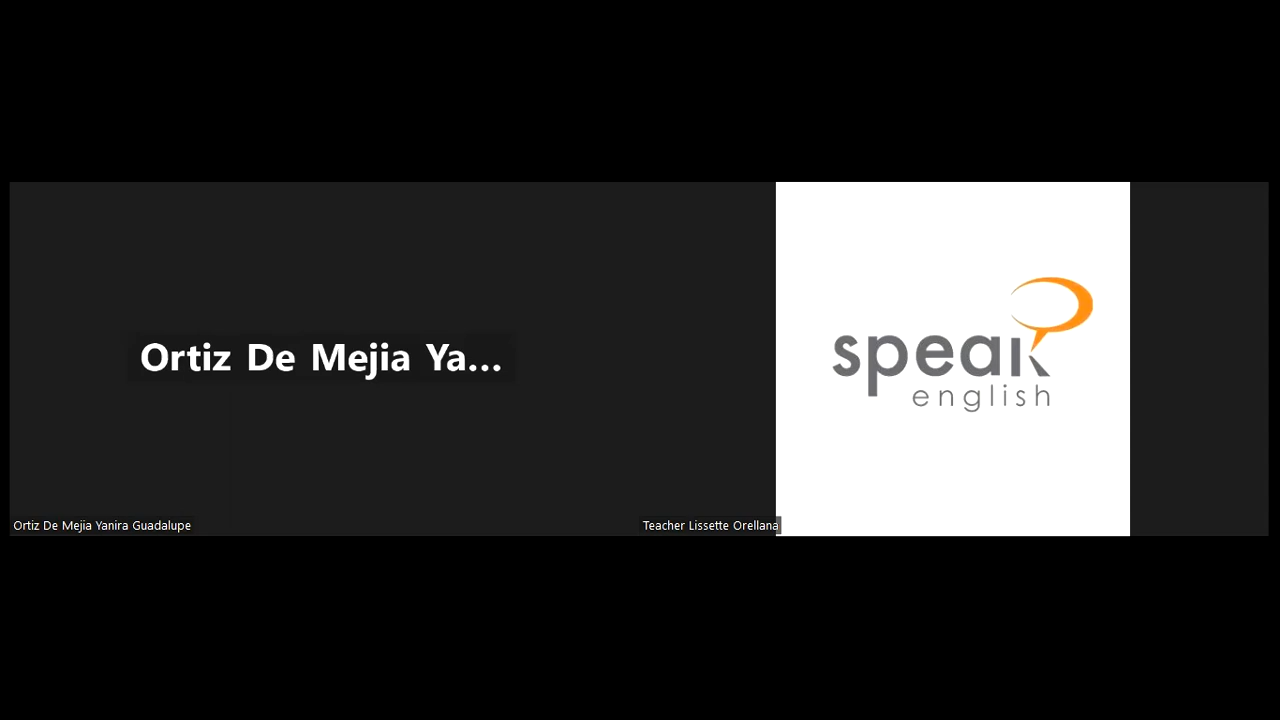 Ortiz De Mejia Ya...
speak
english
Ortiz De Mejia Yanira Guadalupe
Teacher Lissette Orellana